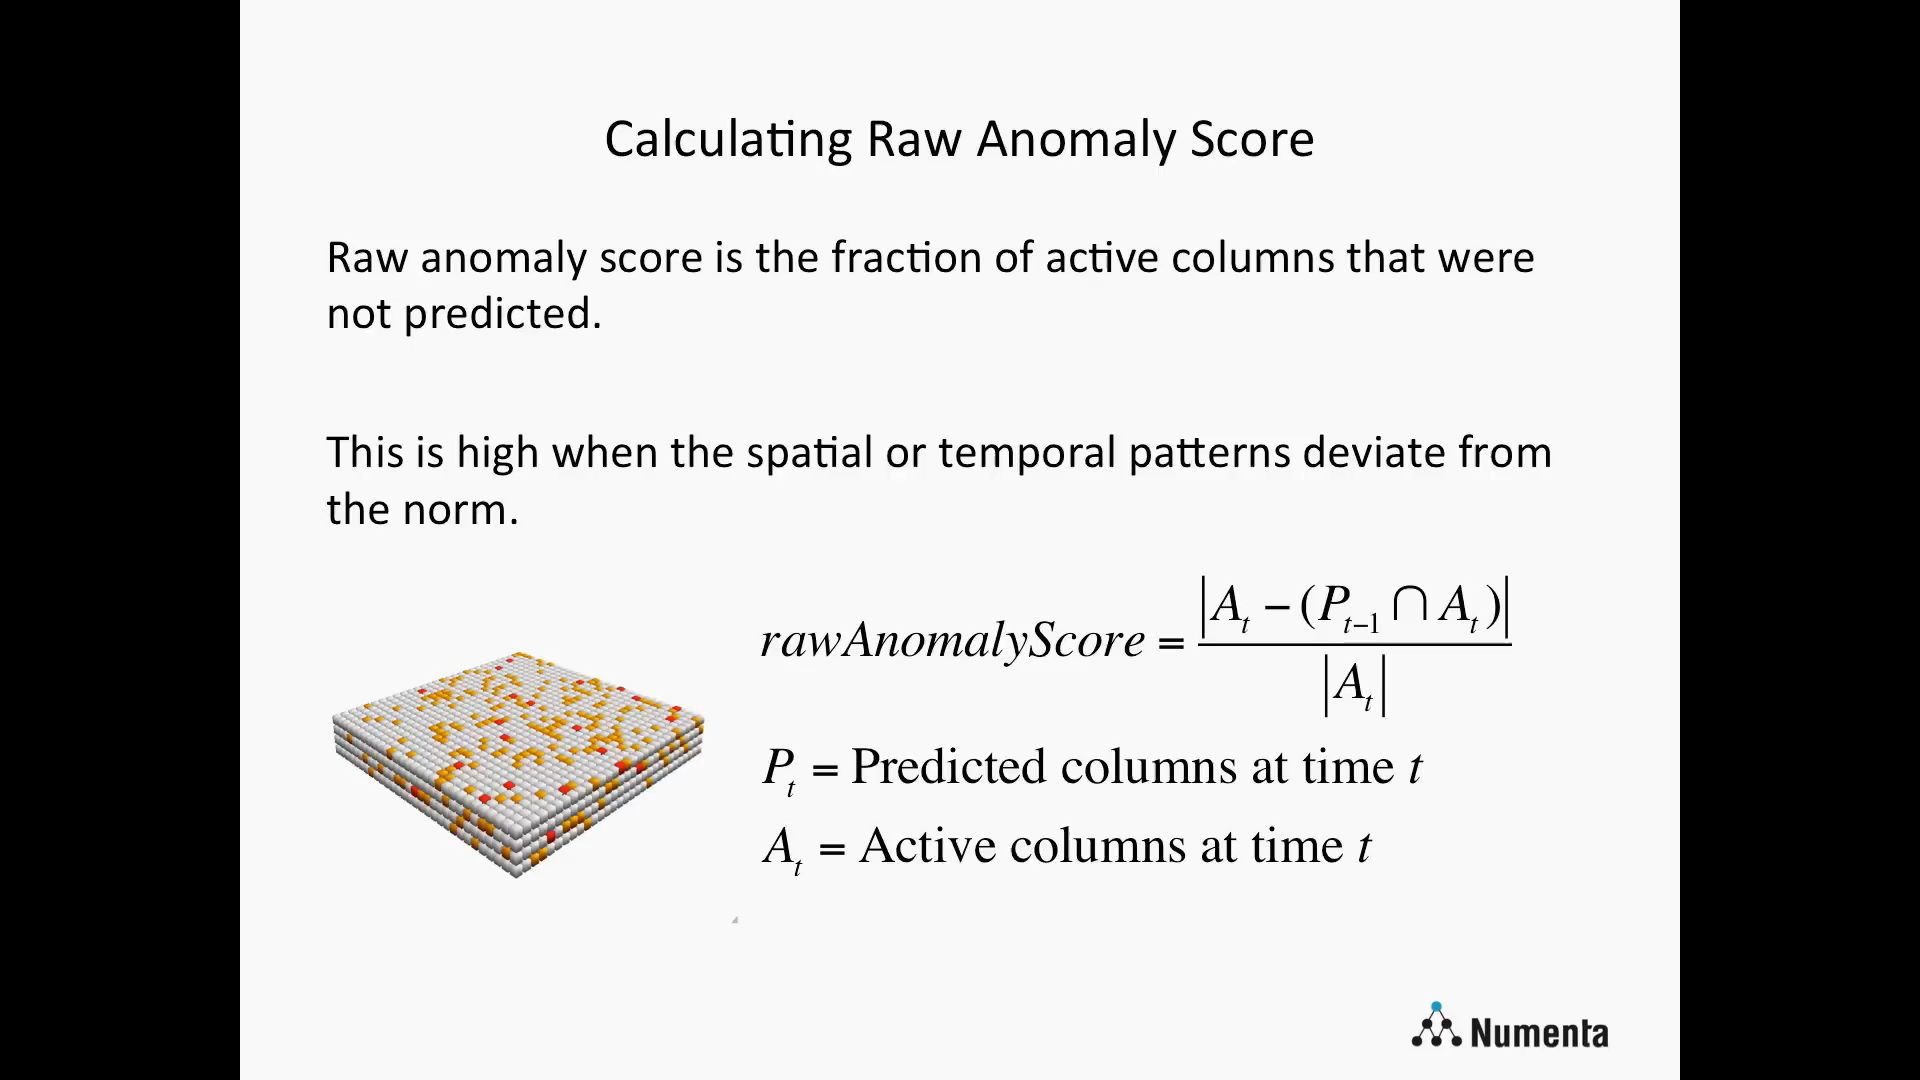 Calculating Raw Anomaly Score
Raw anomaly score is the fraction of active columns that were
not predicted.
This is high when the spatial or temporal patterns deviate from
the norm.
rawAnomalyScore = |A_t − (P_{t−1} ∩ A_t)| / |A_t|
P_t = Predicted columns at time t
A_t = Active columns at time t
Numenta